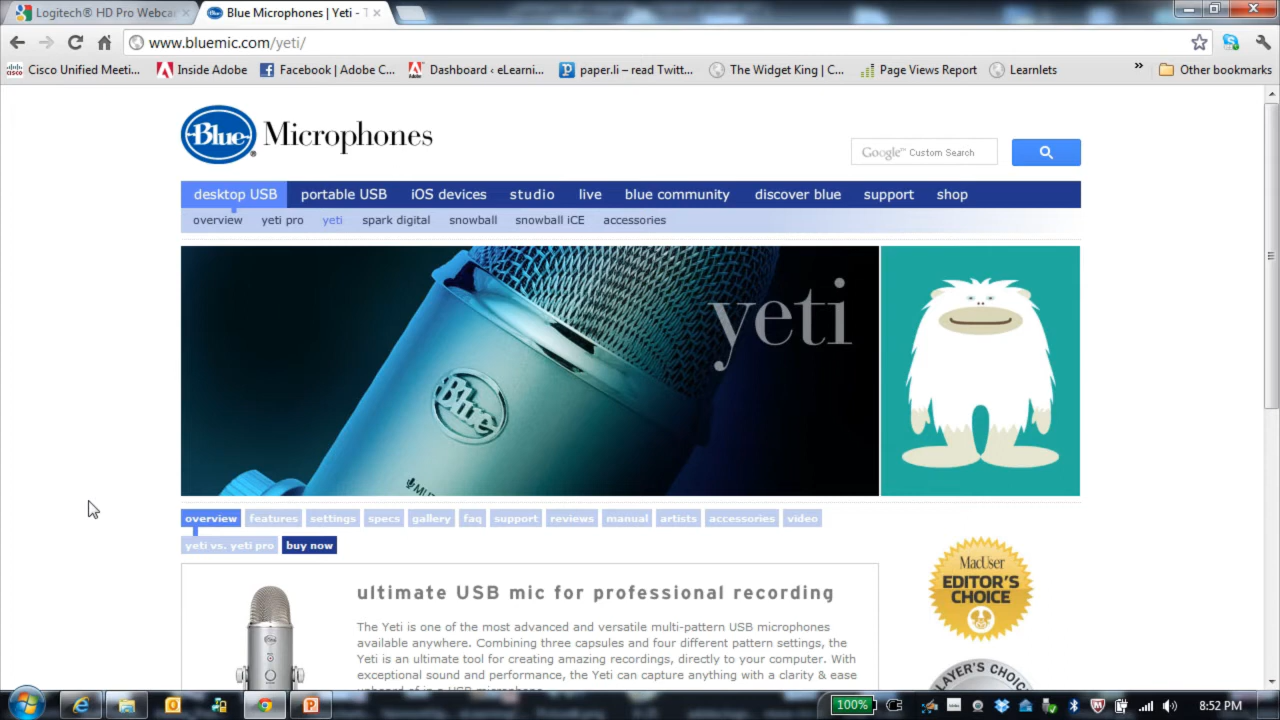 Logitech® HD Pro Webca
Blue Microphones | Yeti - T
www.bluemic.com/yeti/
Cisco Unified Meeti... Inside Adobe Facebook | Adobe C... Dashboard ‹ eLearni... paper.li – read Twitt... The Widget King | C... Page Views Report Learnlets » Other bookmarks
Blue® Microphones
Google™ Custom Search
desktop USB portable USB iOS devices studio live blue community discover blue support shop
overview yeti pro yeti spark digital snowball snowball iCE accessories
yeti
Blue
overview features settings specs gallery faq support reviews manual artists accessories video
yeti vs. yeti pro buy now
MacUser
EDITOR'S
CHOICE
ultimate USB mic for professional recording
The Yeti is one of the most advanced and versatile multi-pattern USB microphones
available anywhere. Combining three capsules and four different pattern settings, the
Yeti is an ultimate tool for creating amazing recordings, directly to your computer. With
exceptional sound and performance, the Yeti can capture anything with a clarity & ease
100% 8:52 PM